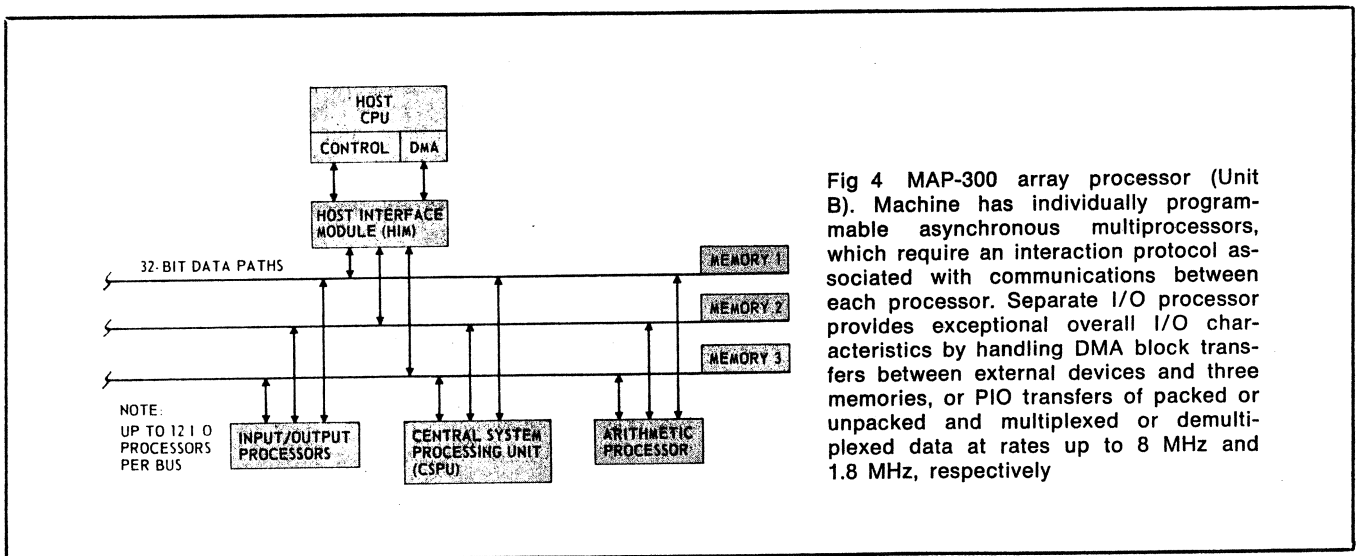 HOST
CPU
CONTROL DMA
HOST INTERFACE
MODULE (HIM)
32-BIT DATA PATHS
MEMORY 1
MEMORY 2
MEMORY 3
NOTE:
UP TO 12 I O
PROCESSORS
PER BUS
INPUT/OUTPUT
PROCESSORS
CENTRAL SYSTEM
PROCESSING UNIT
(CSPU)
ARITHMETIC
PROCESSOR
Fig 4 MAP-300 array processor (Unit
B). Machine has individually program-
mable asynchronous multiprocessors,
which require an interaction protocol as-
sociated with communications between
each processor. Separate I/O processor
provides exceptional overall I/O char-
acteristics by handling DMA block trans-
fers between external devices and three
memories, or PIO transfers of packed or
unpacked and multiplexed or demulti-
plexed data at rates up to 8 MHz and
1.8 MHz, respectively